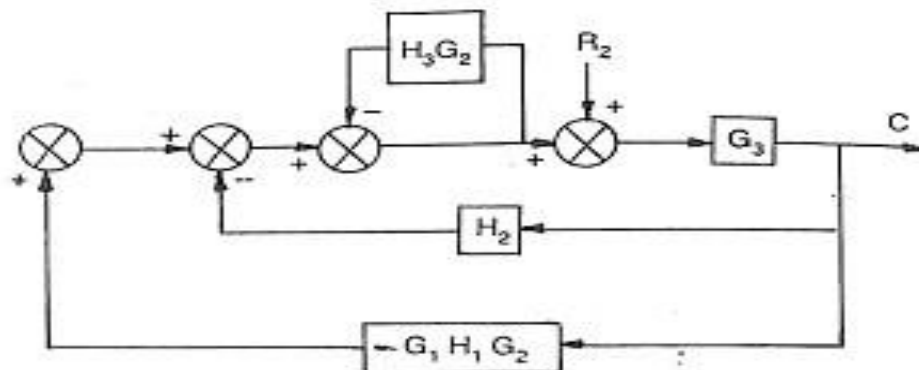 H₃G₂
R₂
−
+
+
+
+
G₃
C
+
--
H₂
- G₁ H₁ G₂